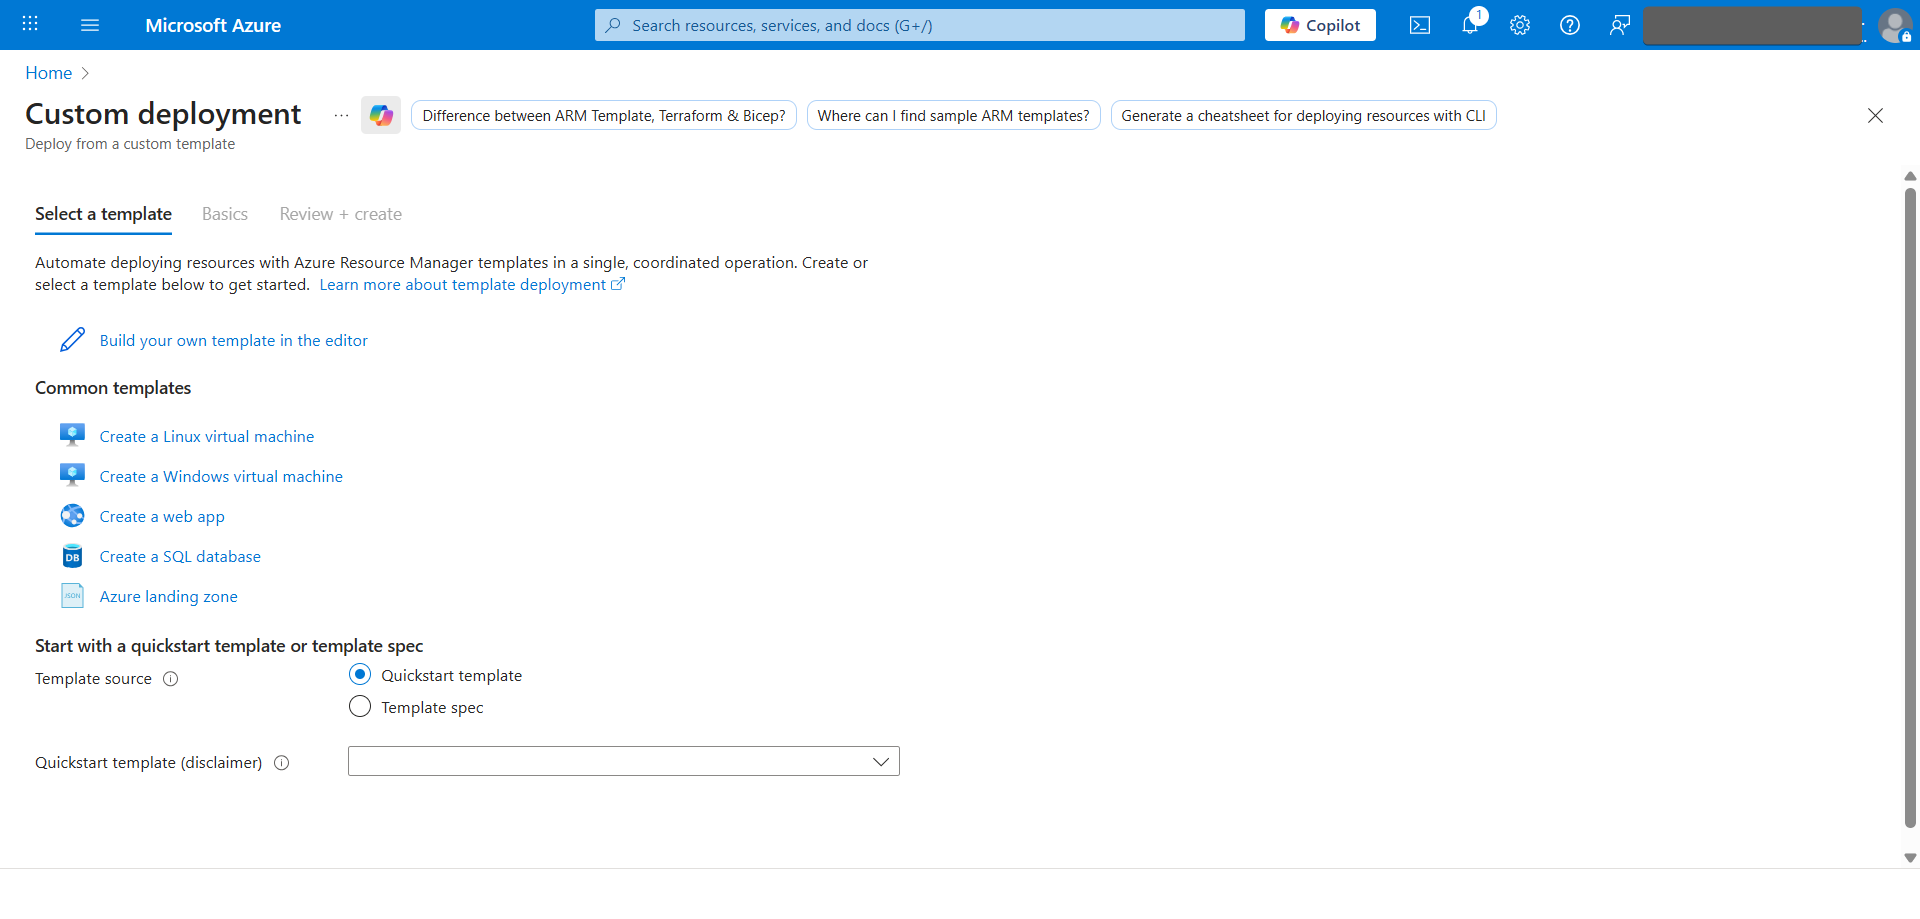 Microsoft Azure
Search resources, services, and docs (G+/)
Copilot
1
Home
Custom deployment
Deploy from a custom template
Difference between ARM Template, Terraform & Bicep?
Where can I find sample ARM templates?
Generate a cheatsheet for deploying resources with CLI
Select a template
Basics
Review + create
Automate deploying resources with Azure Resource Manager templates in a single, coordinated operation. Create or
select a template below to get started. Learn more about template deployment
Build your own template in the editor
Common templates
Create a Linux virtual machine
Create a Windows virtual machine
Create a web app
DB
Create a SQL database
JSON
Azure landing zone
Start with a quickstart template or template spec
Template source
Quickstart template
Template spec
Quickstart template (disclaimer)